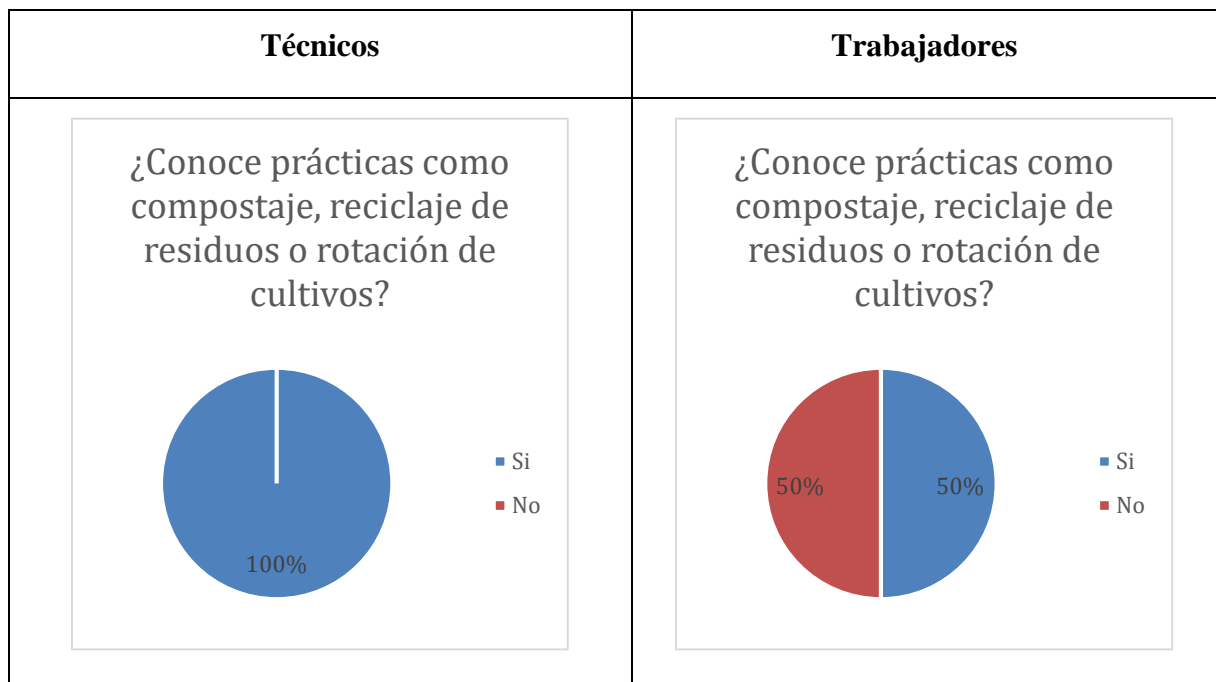 Técnicos
Trabajadores
¿Conoce prácticas como
compostaje, reciclaje de
residuos o rotación de
cultivos?
100%
Si
No
¿Conoce prácticas como
compostaje, reciclaje de
residuos o rotación de
cultivos?
50%
50%
Si
No